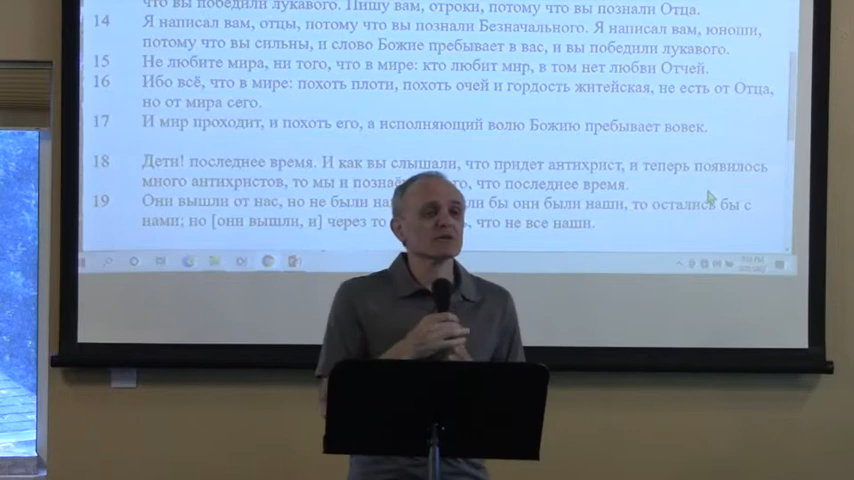 что вы победили лукавого. Пишу вам, отроки, потому что вы познали Отца.
14 Я написал вам, отцы, потому что вы познали Безначального. Я написал вам, юноши,
потому что вы сильны, и слово Божие пребывает в вас, и вы победили лукавого.
15 Не любите мира, ни того, что в мире: кто любит мир, в том нет любви Отчей.
16 Ибо всё, что в мире: похоть плоти, похоть очей и гордость житейская, не есть от Отца,
но от мира сего.
17 И мир проходит, и похоть его, а исполняющий волю Божию пребывает вовек.
18 Дети! последнее время. И как вы слышали, что придет антихрист, и теперь появилось
много антихристов, то мы и что последнее время.
19 Они вышли от нас, но не были бы они были наши, то остались бы с
нами; но [они вышли, и] через что не все наши.